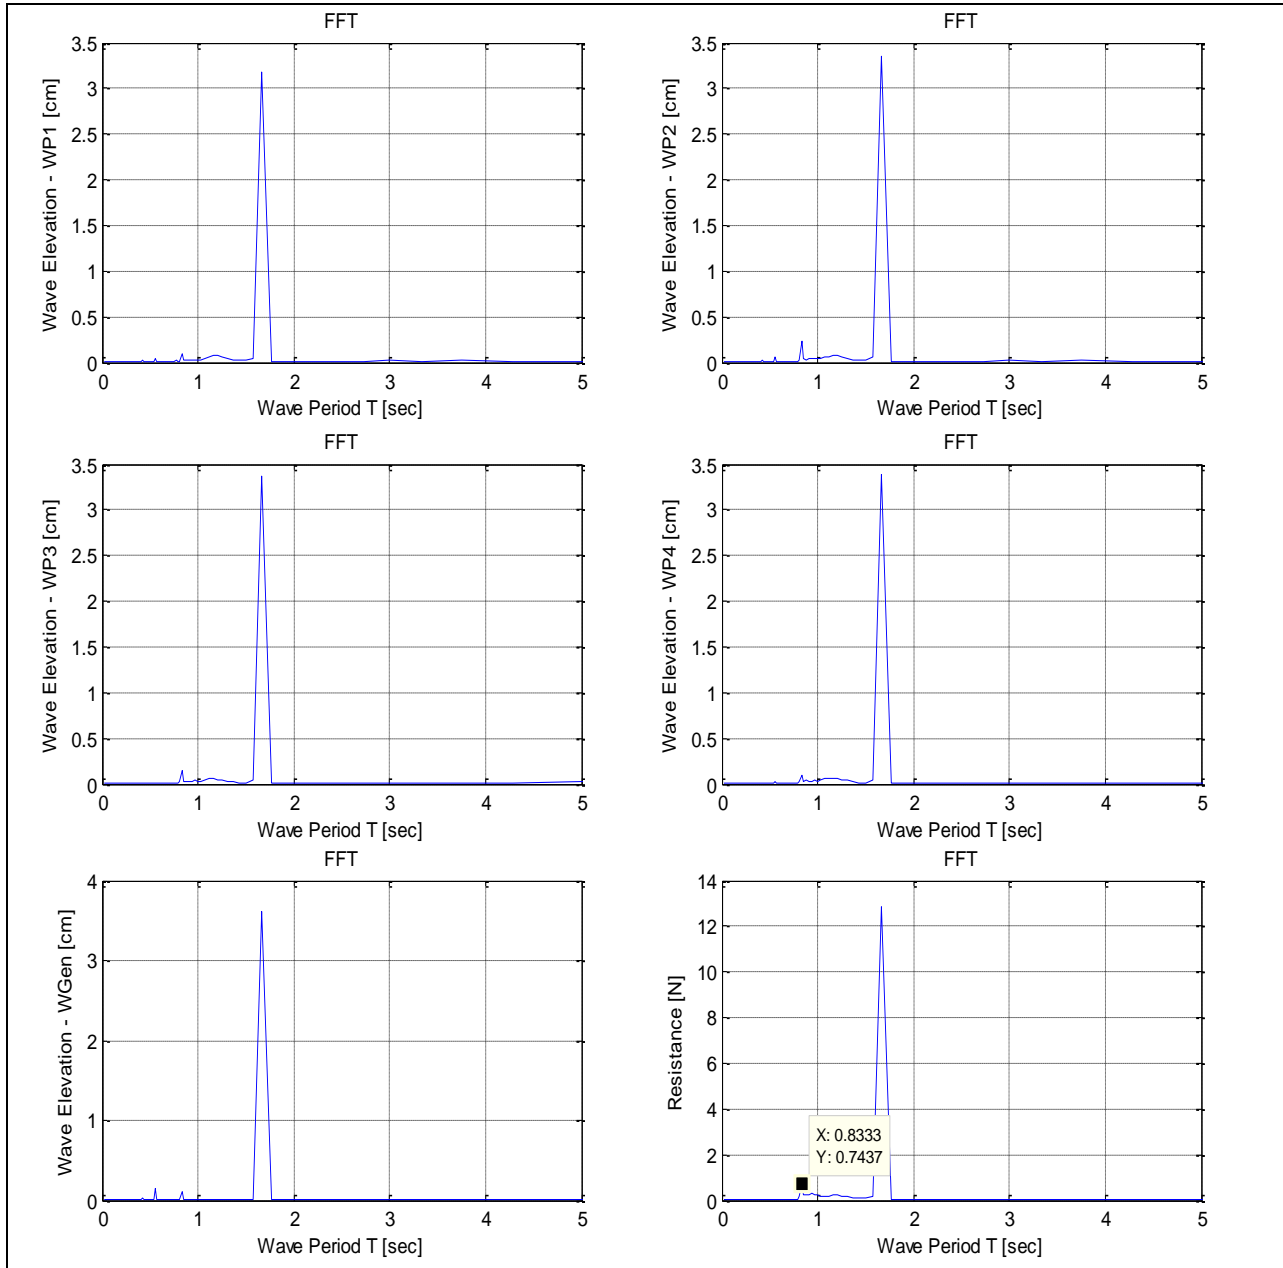 FFT
3.5
3
2.5
2
1.5
1
0.5
0
0 1 2 3 4 5
Wave Elevation - WP1 [cm]
Wave Period T [sec]
FFT
3.5
3
2.5
2
1.5
1
0.5
0
0 1 2 3 4 5
Wave Elevation - WP2 [cm]
Wave Period T [sec]
FFT
3.5
3
2.5
2
1.5
1
0.5
0
0 1 2 3 4 5
Wave Elevation - WP3 [cm]
Wave Period T [sec]
FFT
3.5
3
2.5
2
1.5
1
0.5
0
0 1 2 3 4 5
Wave Elevation - WP4 [cm]
Wave Period T [sec]
FFT
4
3
2
1
0
0 1 2 3 4 5
Wave Elevation - WGen [cm]
Wave Period T [sec]
FFT
14
12
10
8
6
4
2
0
0 1 2 3 4 5
Resistance [N]
X: 0.8333
Y: 0.7437
Wave Period T [sec]